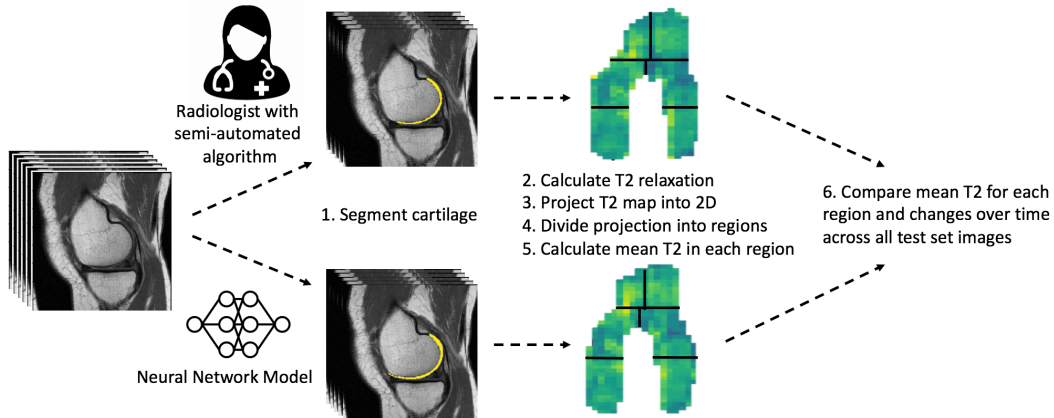 Radiologist with
semi-automated
algorithm
1. Segment cartilage
Neural Network Model
2. Calculate T2 relaxation
3. Project T2 map into 2D
4. Divide projection into regions
5. Calculate mean T2 in each region
6. Compare mean T2 for each
region and changes over time
across all test set images